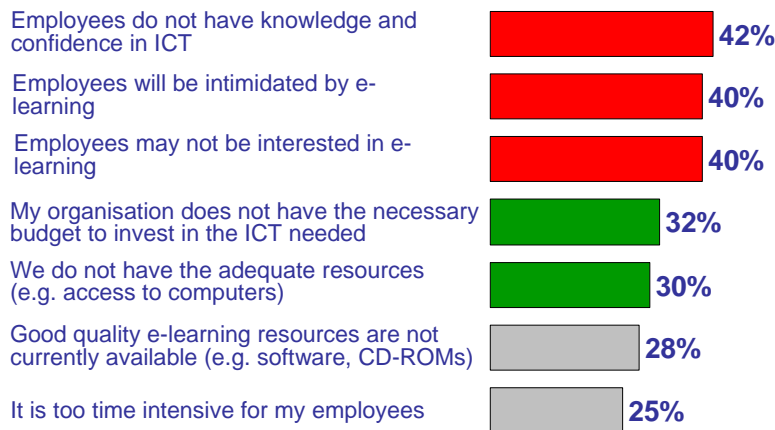 Employees do not have knowledge and
confidence in ICT
42%
Employees will be intimidated by e-
learning
40%
Employees may not be interested in e-
learning
40%
My organisation does not have the necessary
budget to invest in the ICT needed
32%
We do not have the adequate resources
(e.g. access to computers)
30%
Good quality e-learning resources are not
currently available (e.g. software, CD-ROMs)
28%
It is too time intensive for my employees
25%